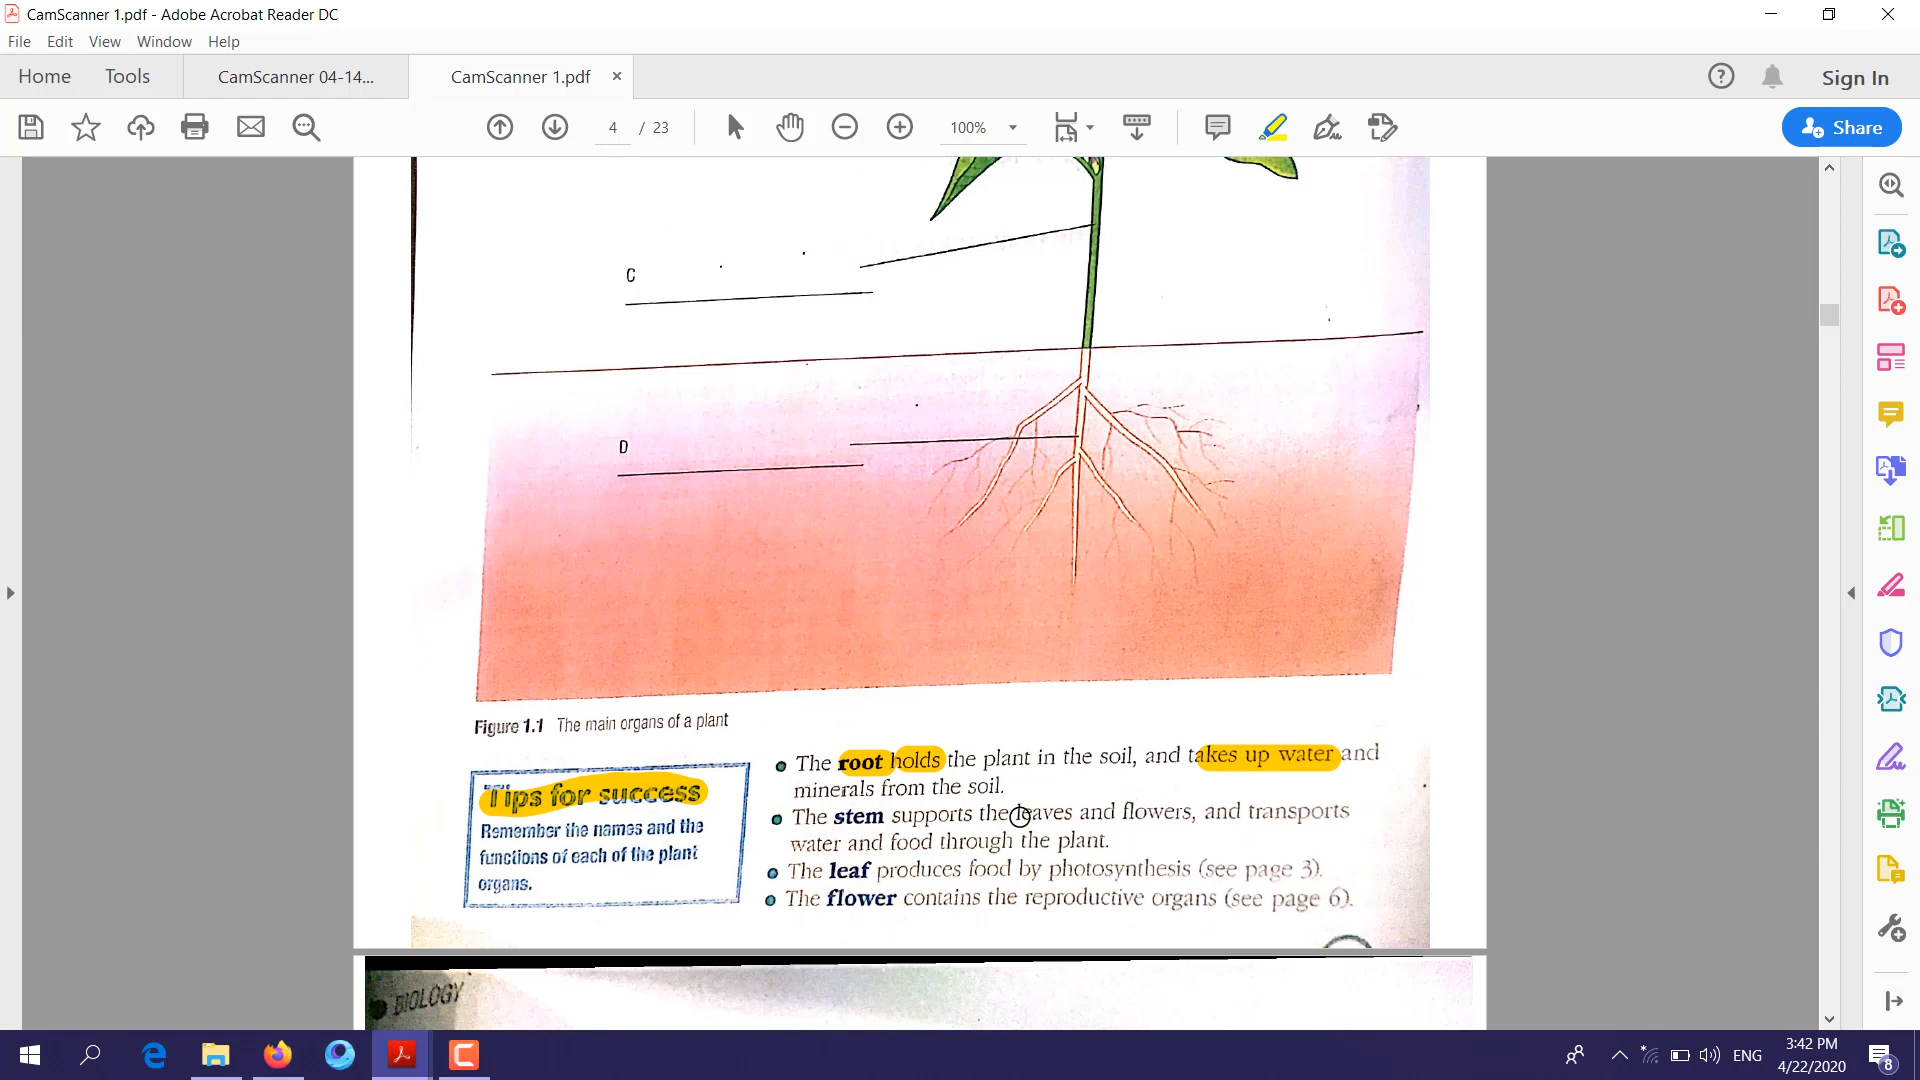 CamScanner 1.pdf - Adobe Acrobat Reader DC
File Edit View Window Help
Home Tools CamScanner 04-14... CamScanner 1.pdf Sign In
4 / 23 100% Share
C
D
Figure 1.1 The main organs of a plant
Tips for success
Remember the names and the
functions of each of the plant
organs.
The root holds the plant in the soil, and takes up water and
minerals from the soil.
The stem supports the leaves and flowers, and transports
water and food through the plant.
The leaf produces food by photosynthesis (see page 3).
The flower contains the reproductive organs (see page 6).
BIOLOGY
ENG 3:42 PM
4/22/2020 8